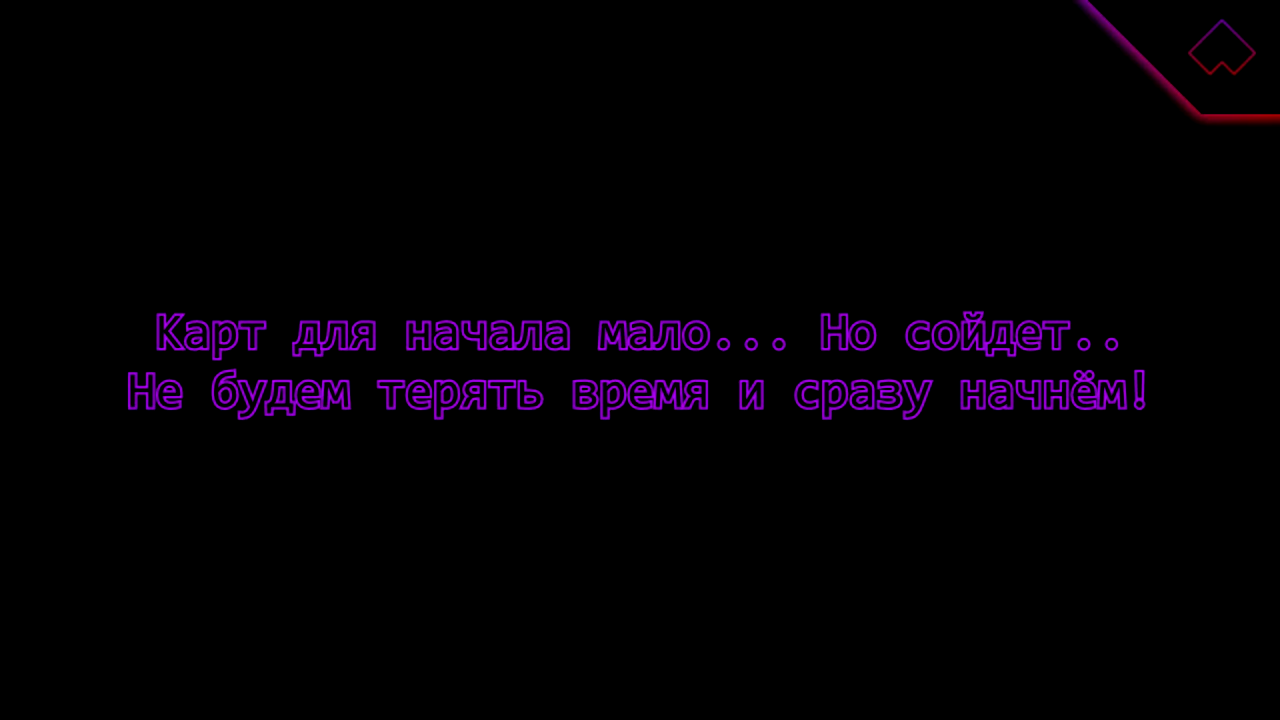 Карт для начала мало... Но сойдет..
Не будем терять время и сразу начнём!